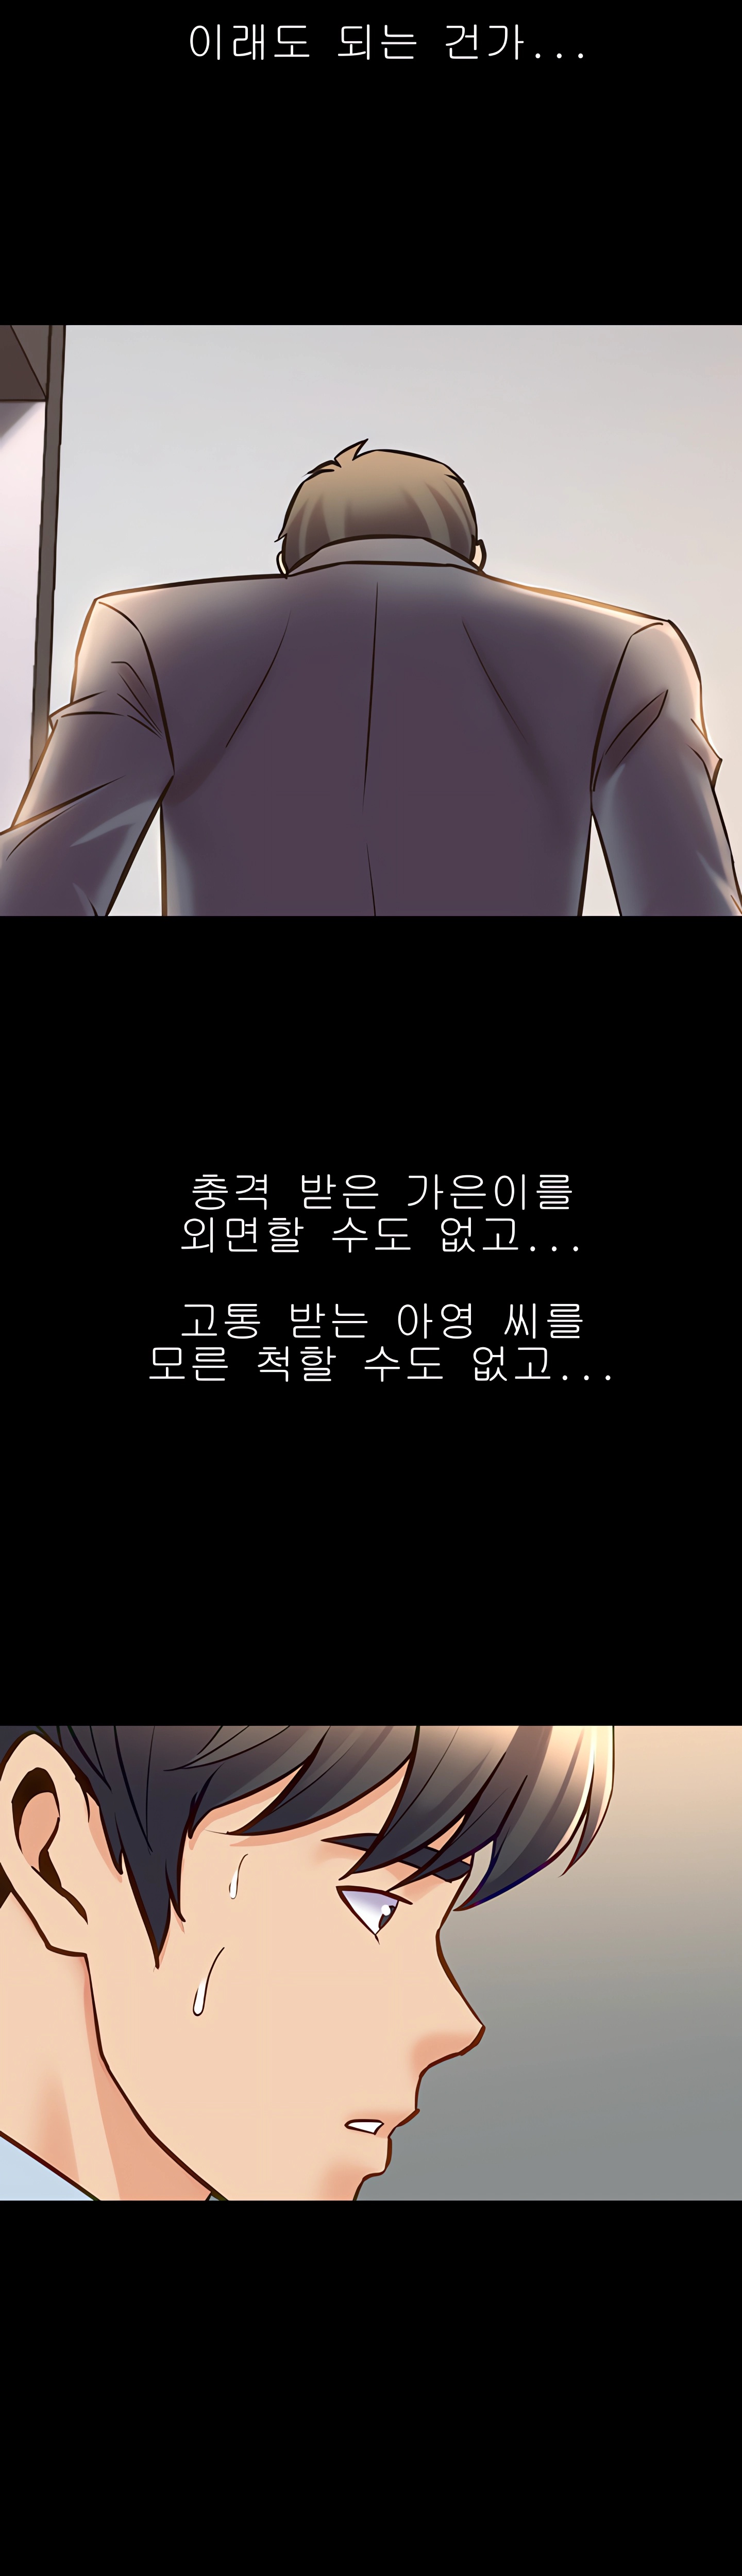 이래도 되는 건가...
충격 받은 가은이를
외면할 수도 없고...
고통 받는 아영 씨를
모른 척할 수도 없고...